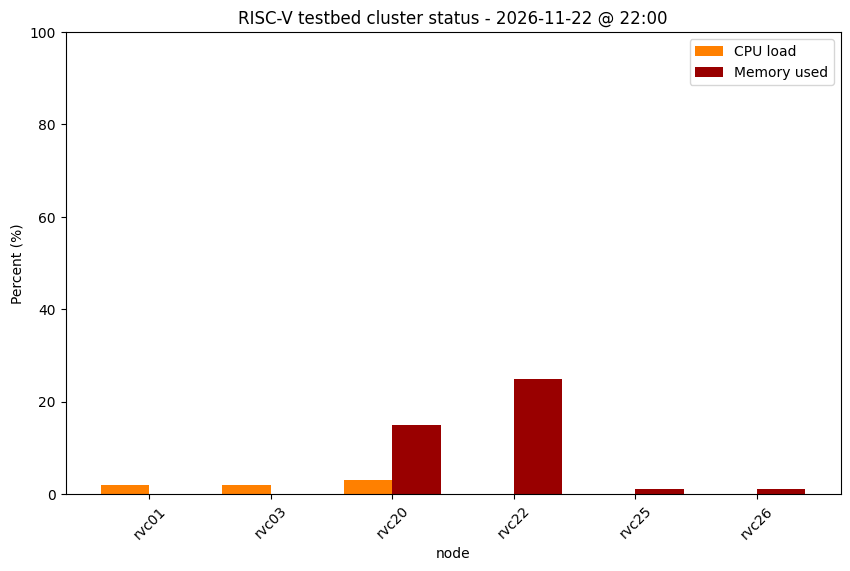 RISC-V testbed cluster status - 2026-11-22 @ 22:00
CPU load
Memory used
Percent (%)
100
80
60
40
20
0
rvc01
rvc03
rvc20
rvc22
rvc25
rvc26
node